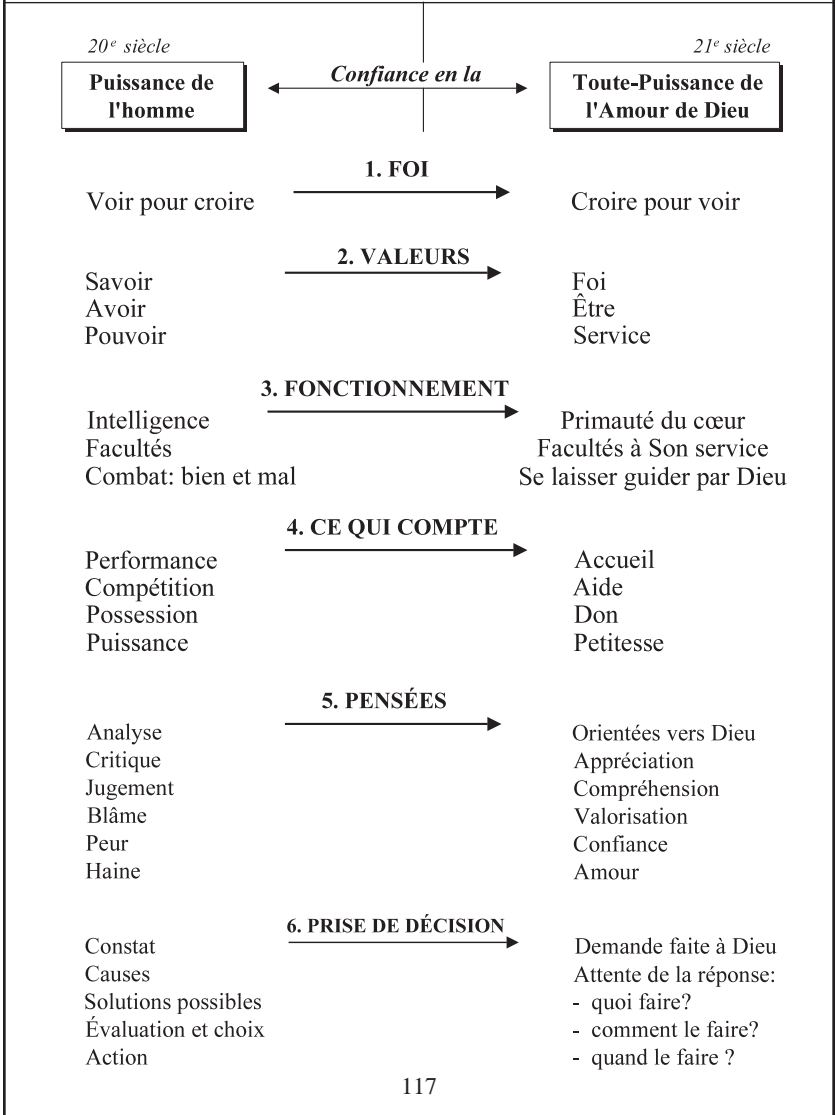 20e siècle
21e siècle
Puissance de
l'homme
Confiance en la
Toute-Puissance de
l'Amour de Dieu
1. FOI
Voir pour croire
Croire pour voir
2. VALEURS
Savoir
Avoir
Pouvoir
Foi
Être
Service
3. FONCTIONNEMENT
Intelligence
Facultés
Combat: bien et mal
Primauté du cœur
Facultés à Son service
Se laisser guider par Dieu
4. CE QUI COMPTE
Performance
Compétition
Possession
Puissance
Accueil
Aide
Don
Petitesse
5. PENSÉES
Analyse
Critique
Jugement
Blâme
Peur
Haine
Orientées vers Dieu
Appréciation
Compréhension
Valorisation
Confiance
Amour
6. PRISE DE DÉCISION
Constat
Causes
Solutions possibles
Évaluation et choix
Action
Demande faite à Dieu
Attente de la réponse:
- quoi faire?
- comment le faire?
- quand le faire ?
117